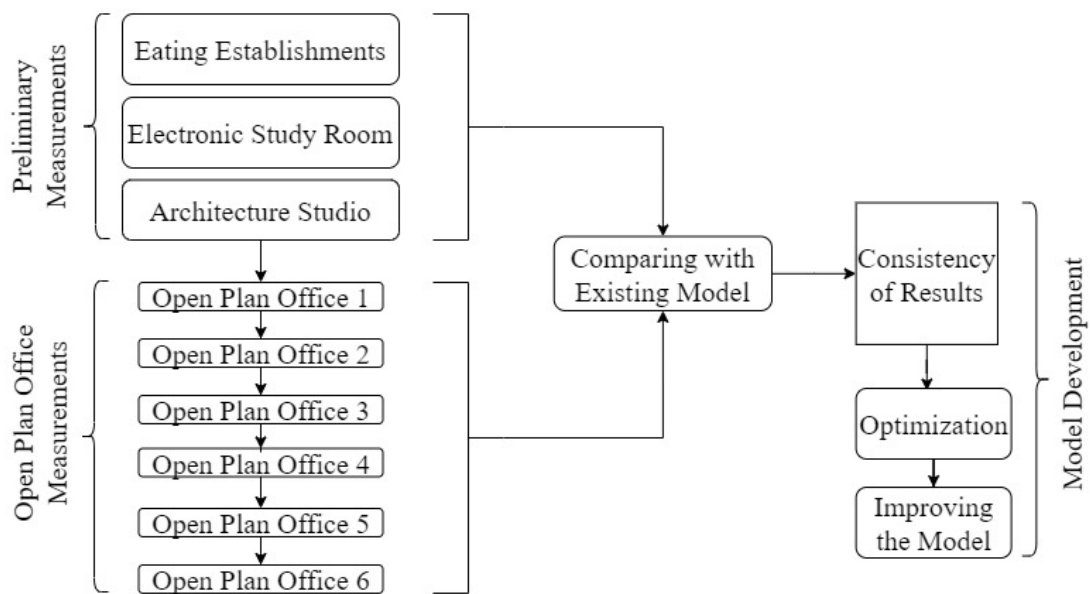 Preliminary
Measurements
Eating Establishments
Electronic Study Room
Architecture Studio
Open Plan Office
Measurements
Open Plan Office 1
Open Plan Office 2
Open Plan Office 3
Open Plan Office 4
Open Plan Office 5
Open Plan Office 6
Comparing with
Existing Model
Consistency
of Results
Optimization
Improving
the Model
Model Development